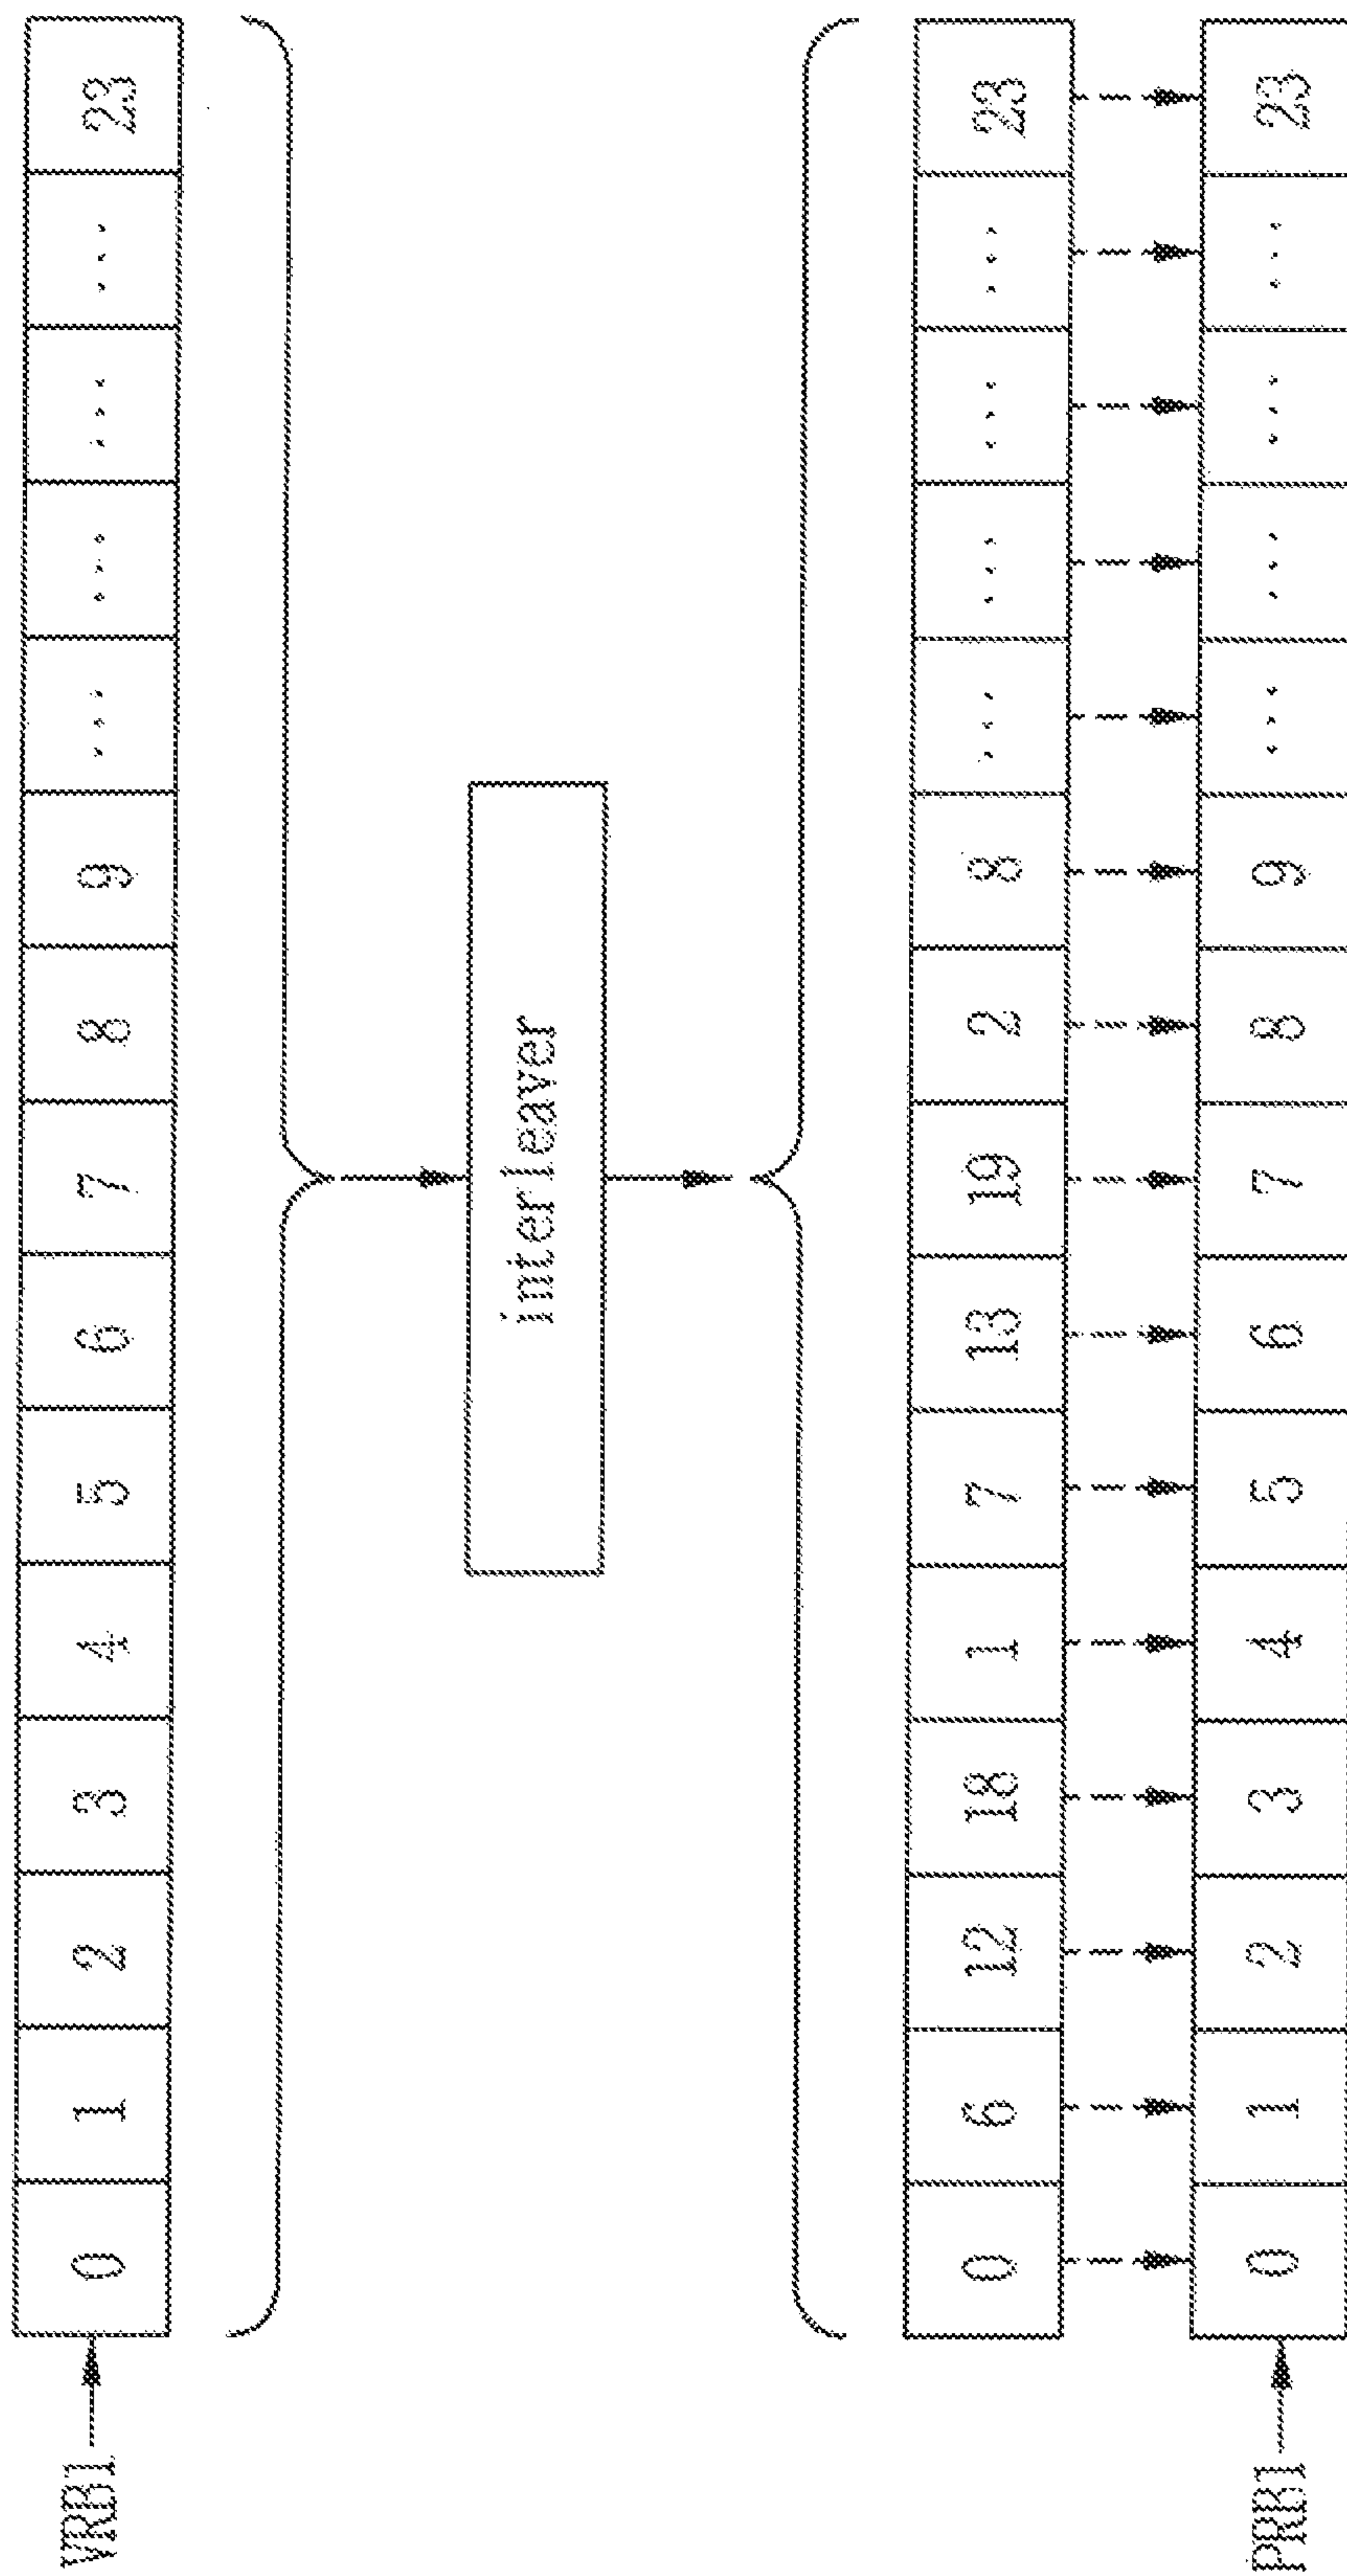 VRB1 0 1 2 3 4 5 6 7 8 9 ... ... ... ... 23
interleaver
0 6 12 18 1 7 13 19 2 8 ... ... ... ... 23
PRB1 0 1 2 3 4 5 6 7 8 9 ... ... ... ... 23